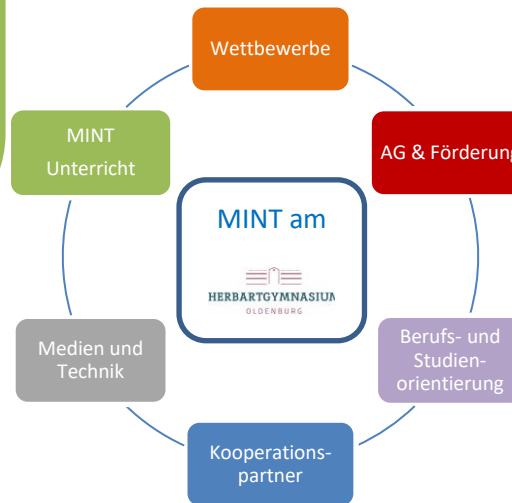 Wettbewerbe
MINT
Unterricht
AG & Förderung
MINT am
HERBARTGYMNASIUM
OLDENBURG
Medien und
Technik
Berufs- und
Studien-
orientierung
Kooperations-
partner